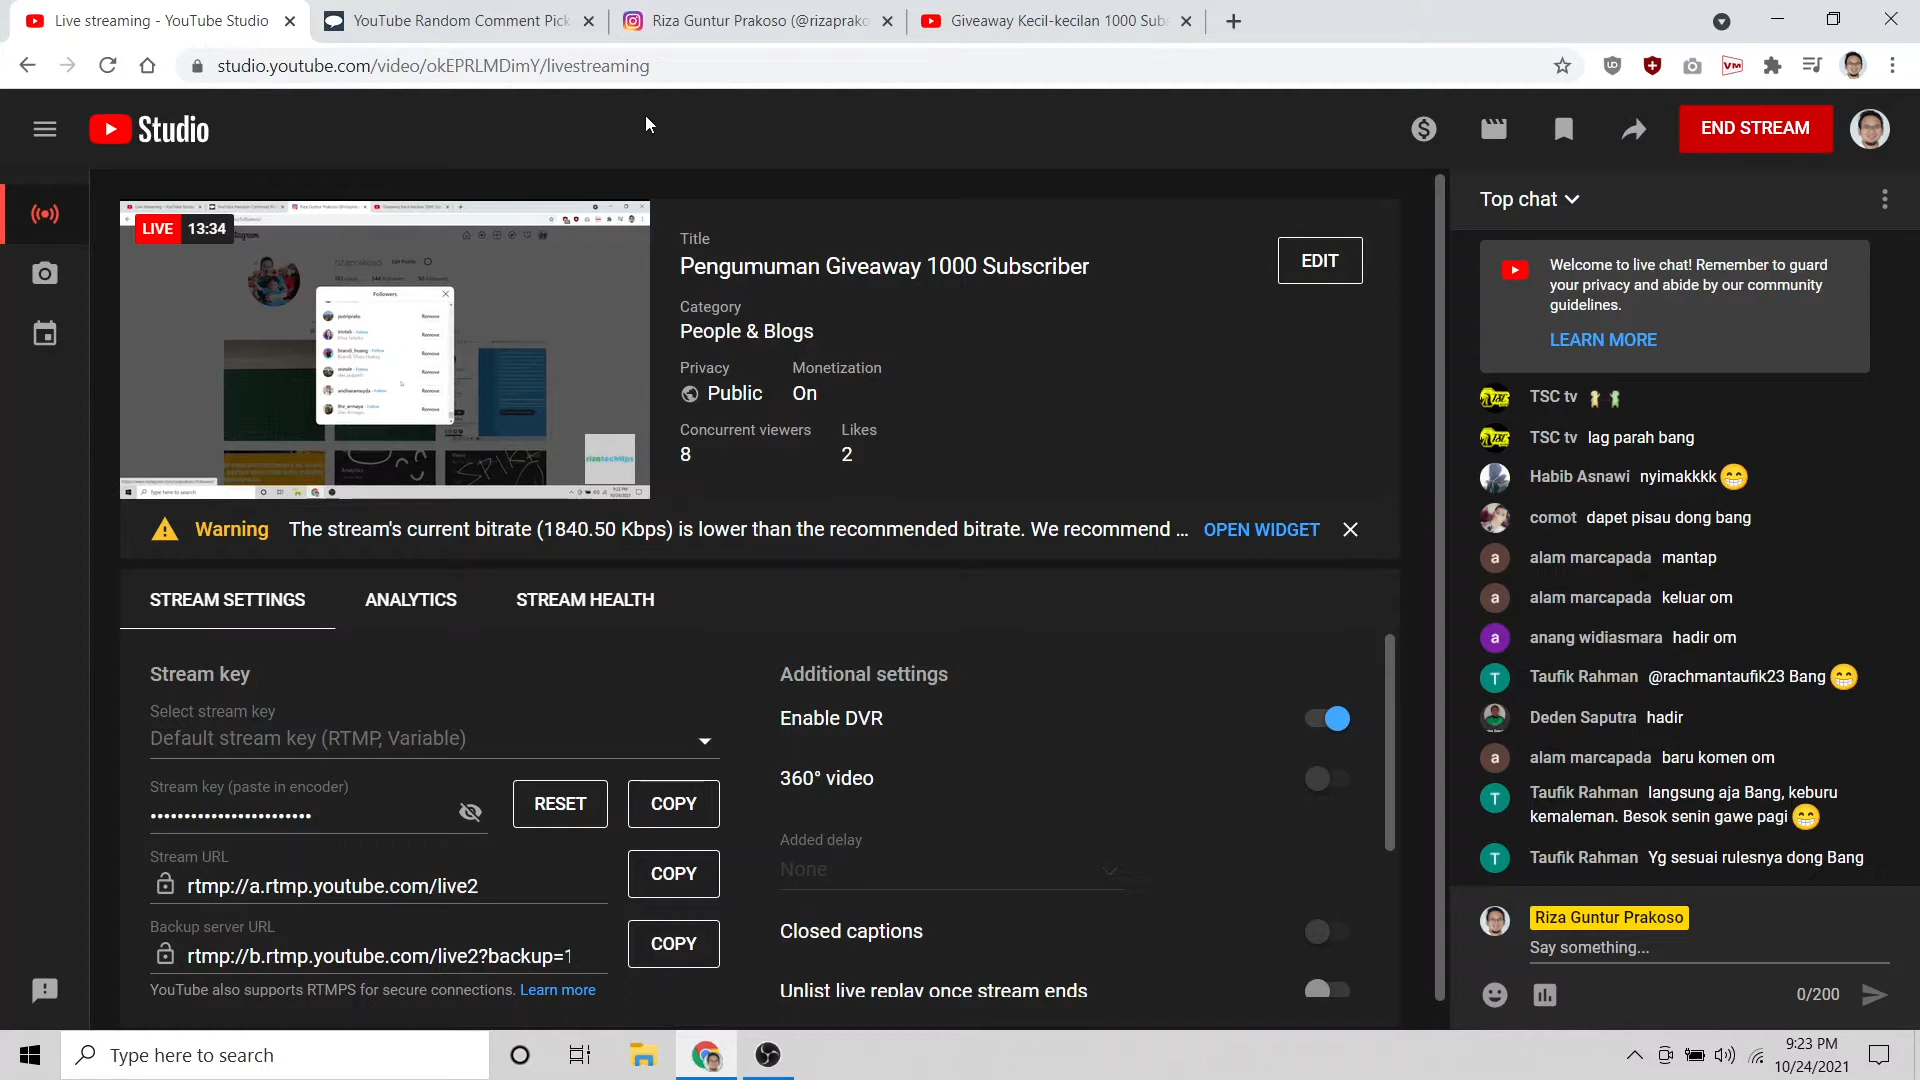 Live streaming - YouTube Studio
YouTube Random Comment Pick
Riza Guntur Prakoso (@rizaprako
Giveaway Kecil-kecilan 1000 Subs
studio.youtube.com/video/okEPRLMDimY/livestreaming
Studio
END STREAM
LIVE 13:34
Followers
Remove
Remove
Remove
Remove
Remove
Remove
rizatechtips
Title
Pengumuman Giveaway 1000 Subscriber
EDIT
Category
People & Blogs
Privacy
Monetization
Public
On
Concurrent viewers
Likes
8
2
Warning The stream's current bitrate (1840.50 Kbps) is lower than the recommended bitrate. We recommend ... OPEN WIDGET
STREAM SETTINGS
ANALYTICS
STREAM HEALTH
Stream key
Select stream key
Default stream key (RTMP, Variable)
Stream key (paste in encoder)
••••••••••••••••••••••••
RESET
COPY
Stream URL
rtmp://a.rtmp.youtube.com/live2
COPY
Backup server URL
rtmp://b.rtmp.youtube.com/live2?backup=1
COPY
YouTube also supports RTMPS for secure connections. Learn more
Additional settings
Enable DVR
360° video
Added delay
None
Closed captions
Unlist live replay once stream ends
Top chat
Welcome to live chat! Remember to guard
your privacy and abide by our community
guidelines.
LEARN MORE
TSC tv
TSC tv lag parah bang
Habib Asnawi nyimakkkk😁
comot dapet pisau dong bang
a alam marcapada mantap
a alam marcapada keluar om
a anang widiasmara hadir om
T Taufik Rahman @rachmantaufik23 Bang 😁
Deden Saputra hadir
a alam marcapada baru komen om
T Taufik Rahman langsung aja Bang, keburu
kemaleman. Besok senin gawe pagi 😁
T Taufik Rahman Yg sesuai rulesnya dong Bang
Riza Guntur Prakoso
Say something...
0/200
Type here to search
9:23 PM
10/24/2021